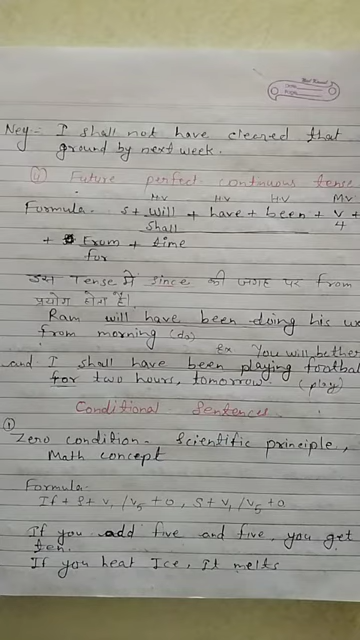 Neg - I shall not have cleared that
ground by next week.
(4) Future perfect continuous tense
MV HV HV MV
Formula - S + will + have + been + V +
shall 4
+ From + time
for
इस Tense में since की जगह पर From
प्रयोग होता है।
Ram will have been doing his
from morning (do)
Ex You will be there
and I shall have been playing footbal
for two hours, tomorrow (play)
Conditional Sentences
(1)
Zero condition - Scientific principle,
Math concept
Formula -
If + S + V1/V5 + O, S + V1/V5 + O
If you add five and five, you get
ten.
If you heat Ice, It melts